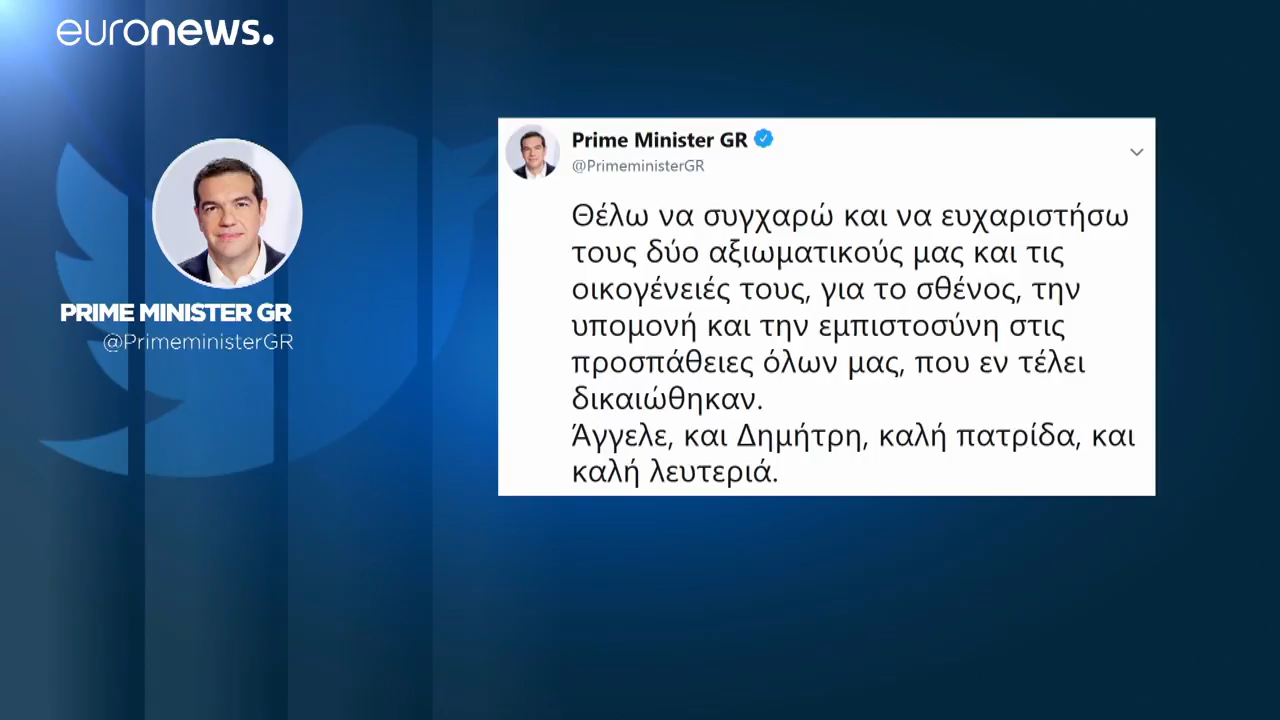 euronews.
PRIME MINISTER GR
@PrimeministerGR
Prime Minister GR
@PrimeministerGR
Θέλω να συγχαρώ και να ευχαριστήσω
τους δύο αξιωματικούς μας και τις
οικογένειές τους, για το σθένος, την
υπομονή και την εμπιστοσύνη στις
προσπάθειες όλων μας, που εν τέλει
δικαιώθηκαν.
Άγγελε, και Δημήτρη, καλή πατρίδα, και
καλή λευτεριά.